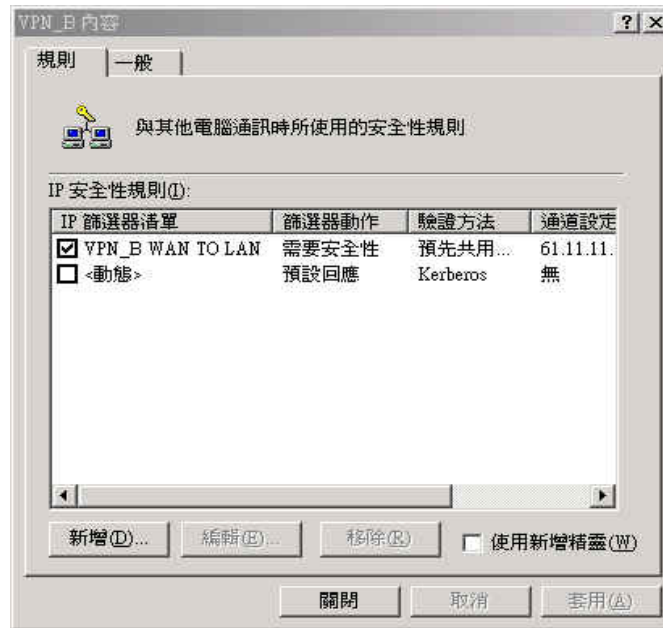 VPN_B 內容
規則
一般
與其他電腦通訊時所使用的安全性規則
IP 安全性規則(I):
IP 篩選器清單 篩選器動作 驗證方法 通道設定
VPN_B WAN TO LAN 需要安全性 預先共用... 61.11.11.
<動態> 預設回應 Kerberos 無
新增(D)... 編輯(E)... 移除(R) 使用新增精靈(W)
關閉 取消 套用(A)